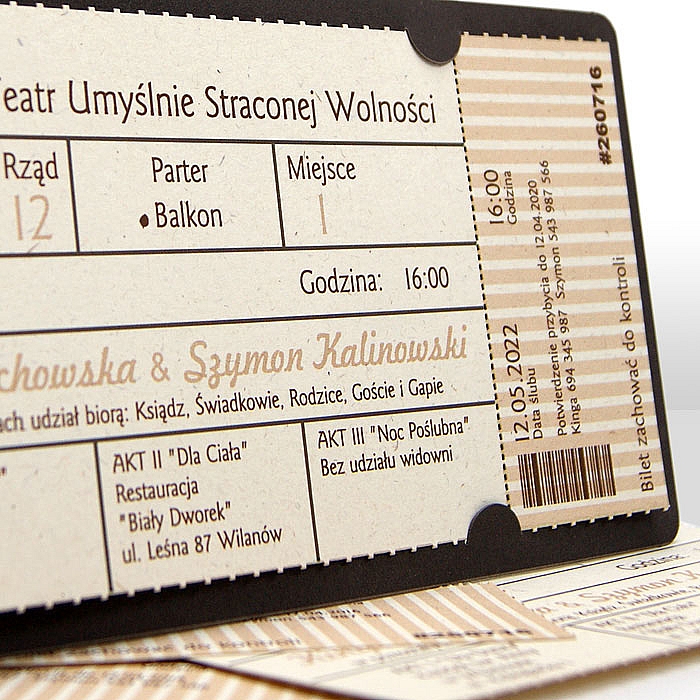 eatr Umyślnie Straconej Wolności
Rząd
12
Parter
Balkon
Miejsce
1
Godzina: 16:00
chowska & Szymon Kalinowski
ach udział biorą: Ksiądz, Świadkowie, Rodzice, Goście i Gapie
"
AKT II "Dla Ciała"
Restauracja
"Biały Dworek"
ul. Leśna 87 Wilanów
AKT III "Noc Poślubna"
Bez udziału widowni
12.05.2022
Data ślubu
16:00
Godzina
Potwierdzenie przybycia do 12.04.2020
Kinga 694 345 987 Szymon 543 987 566
#260716
Bilet zachować do kontroli